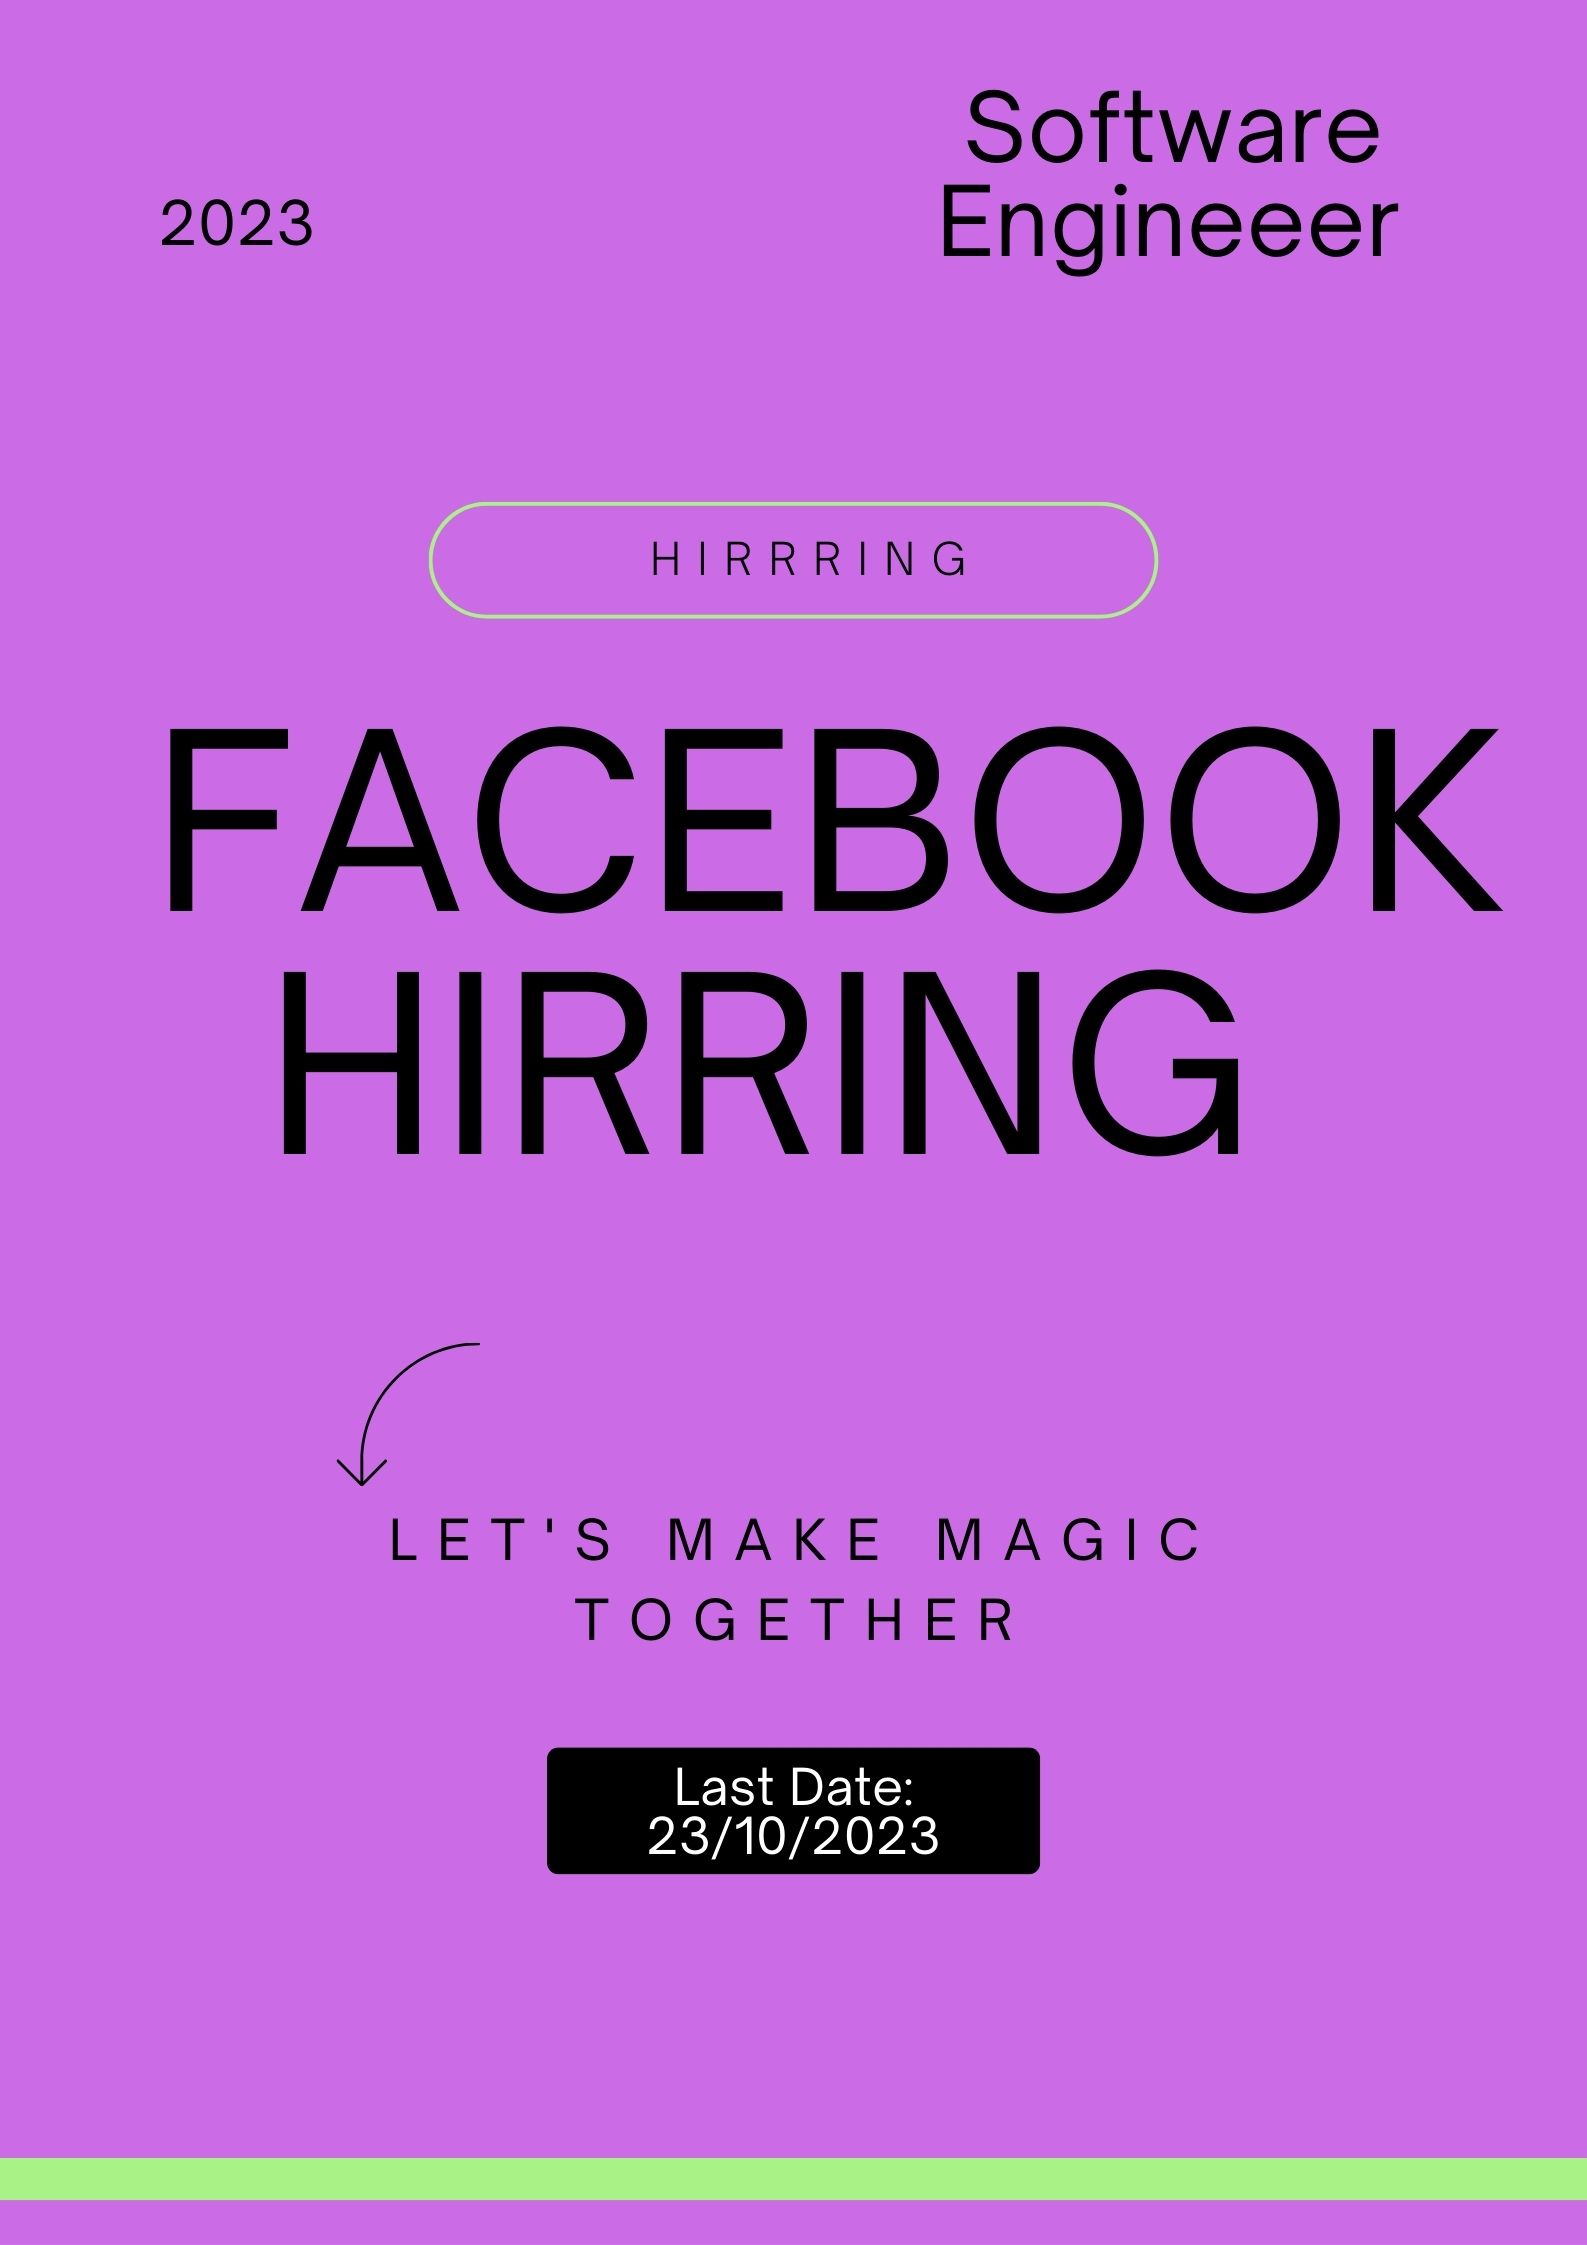 2023
Software
Engineeer
HIRRRING
FACEBOOK
HIRRING
LET'S MAKE MAGIC
TOGETHER
Last Date:
23/10/2023